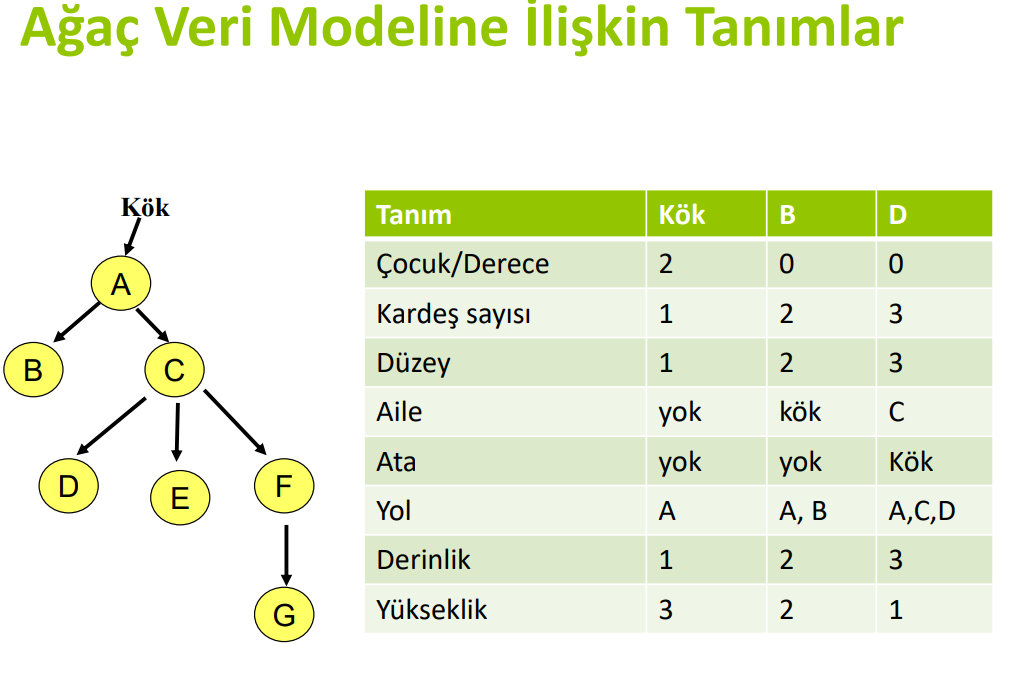 Ağaç Veri Modeline İlişkin Tanımlar
Kök
A
B
C
D
E
F
G
Tanım Kök B D
Çocuk/Derece 2 0 0
Kardeş sayısı 1 2 3
Düzey 1 2 3
Aile yok kök C
Ata yok yok Kök
Yol A A, B A,C,D
Derinlik 1 2 3
Yükseklik 3 2 1